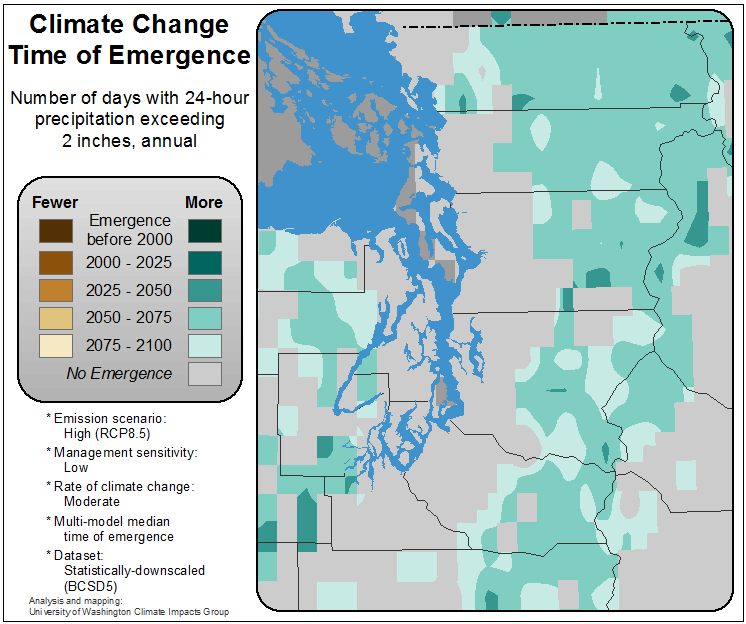 Climate Change
Time of Emergence
Number of days with 24-hour
precipitation exceeding
2 inches, annual
Fewer More
Emergence
before 2000
2000 - 2025
2025 - 2050
2050 - 2075
2075 - 2100
No Emergence
* Emission scenario:
High (RCP8.5)
* Management sensitivity:
Low
* Rate of climate change:
Moderate
* Multi-model median
time of emergence
* Dataset:
Statistically-downscaled
(BCSD5)
Analysis and mapping:
University of Washington Climate Impacts Group